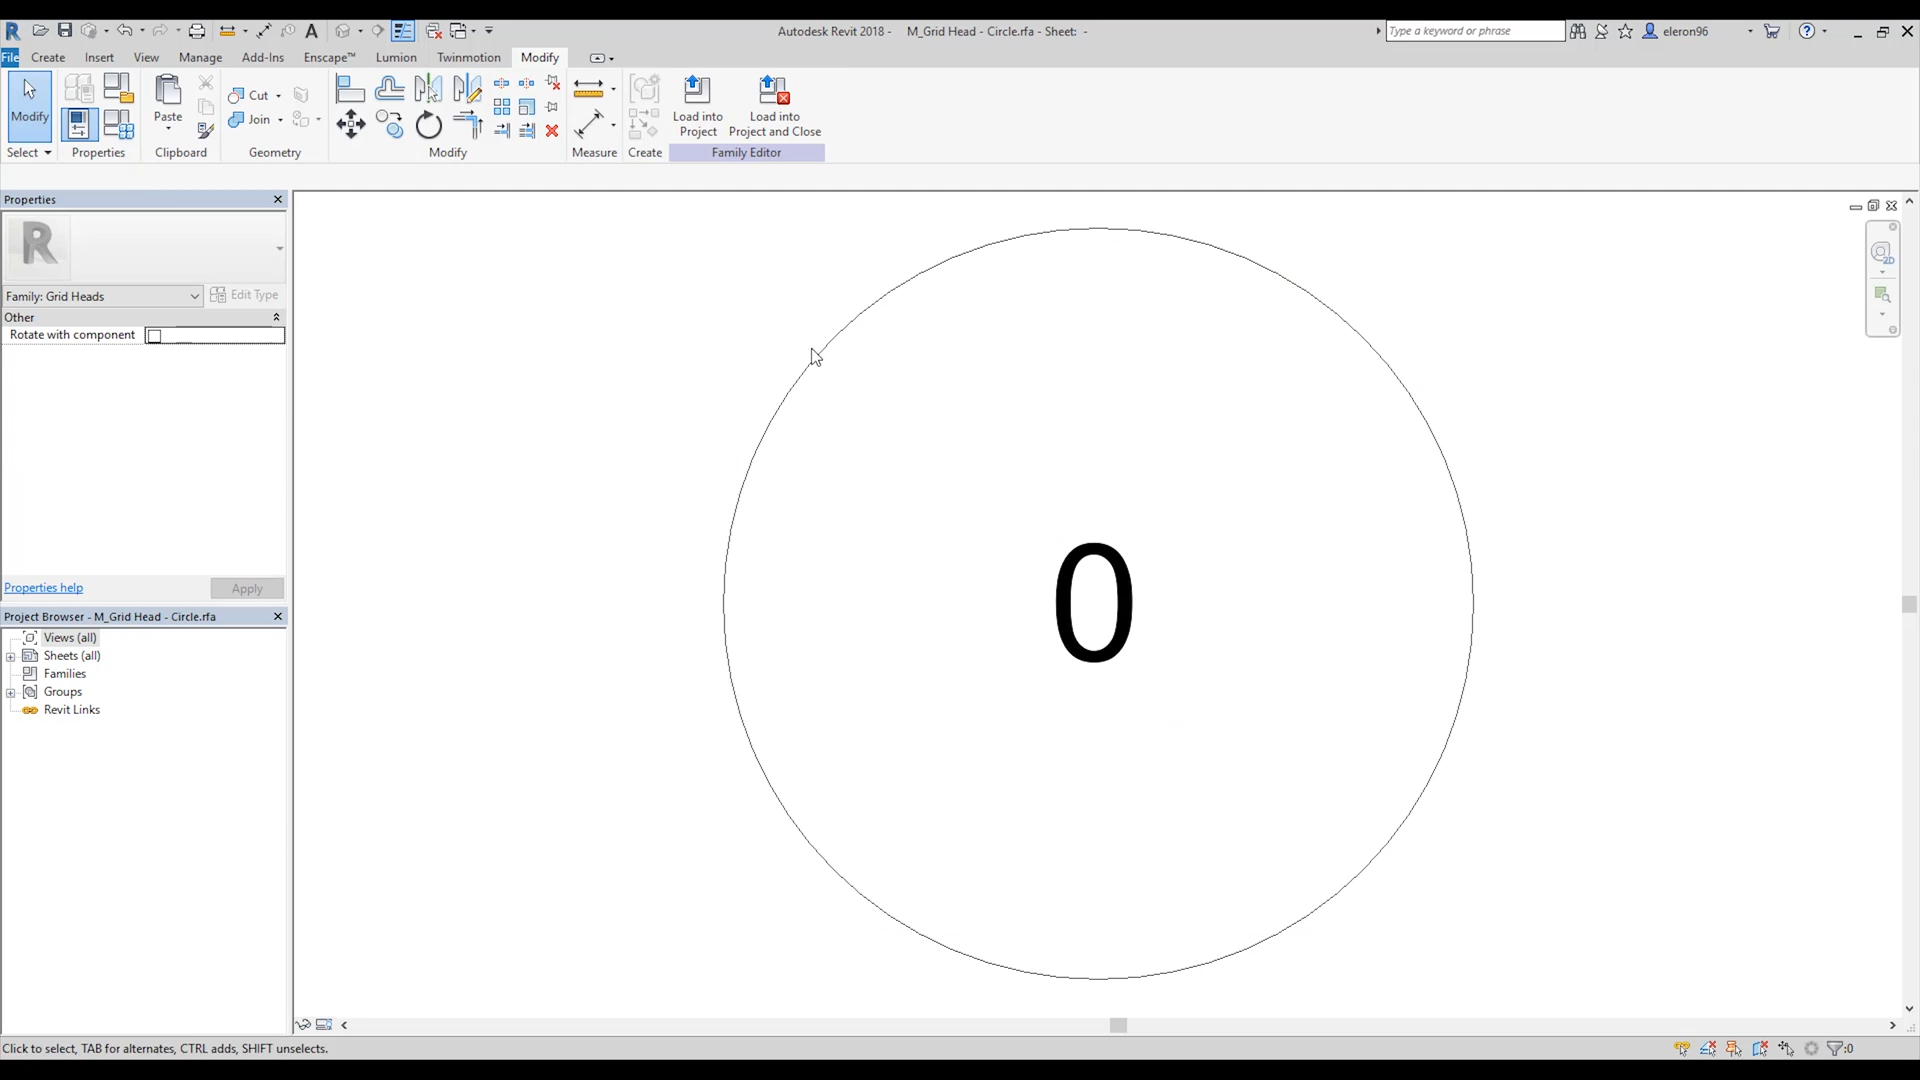 Autodesk Revit 2018 - M_Grid Head - Circle.rfa - Sheet: -
Type a keyword or phrase
eleron96
File Create Insert View Manage Add-Ins Enscape™ Lumion Twinmotion Modify
Modify
Paste
Cut
Join
Load into Project
Load into Project and Close
Select Properties Clipboard Geometry Modify Measure Create Family Editor
Properties
R
Family: Grid Heads
Edit Type
Other
Rotate with component
Properties help
Apply
Project Browser - M_Grid Head - Circle.rfa
Views (all)
Sheets (all)
Families
Groups
Revit Links
0
2D
Click to select, TAB for alternates, CTRL adds, SHIFT unselects.
:0